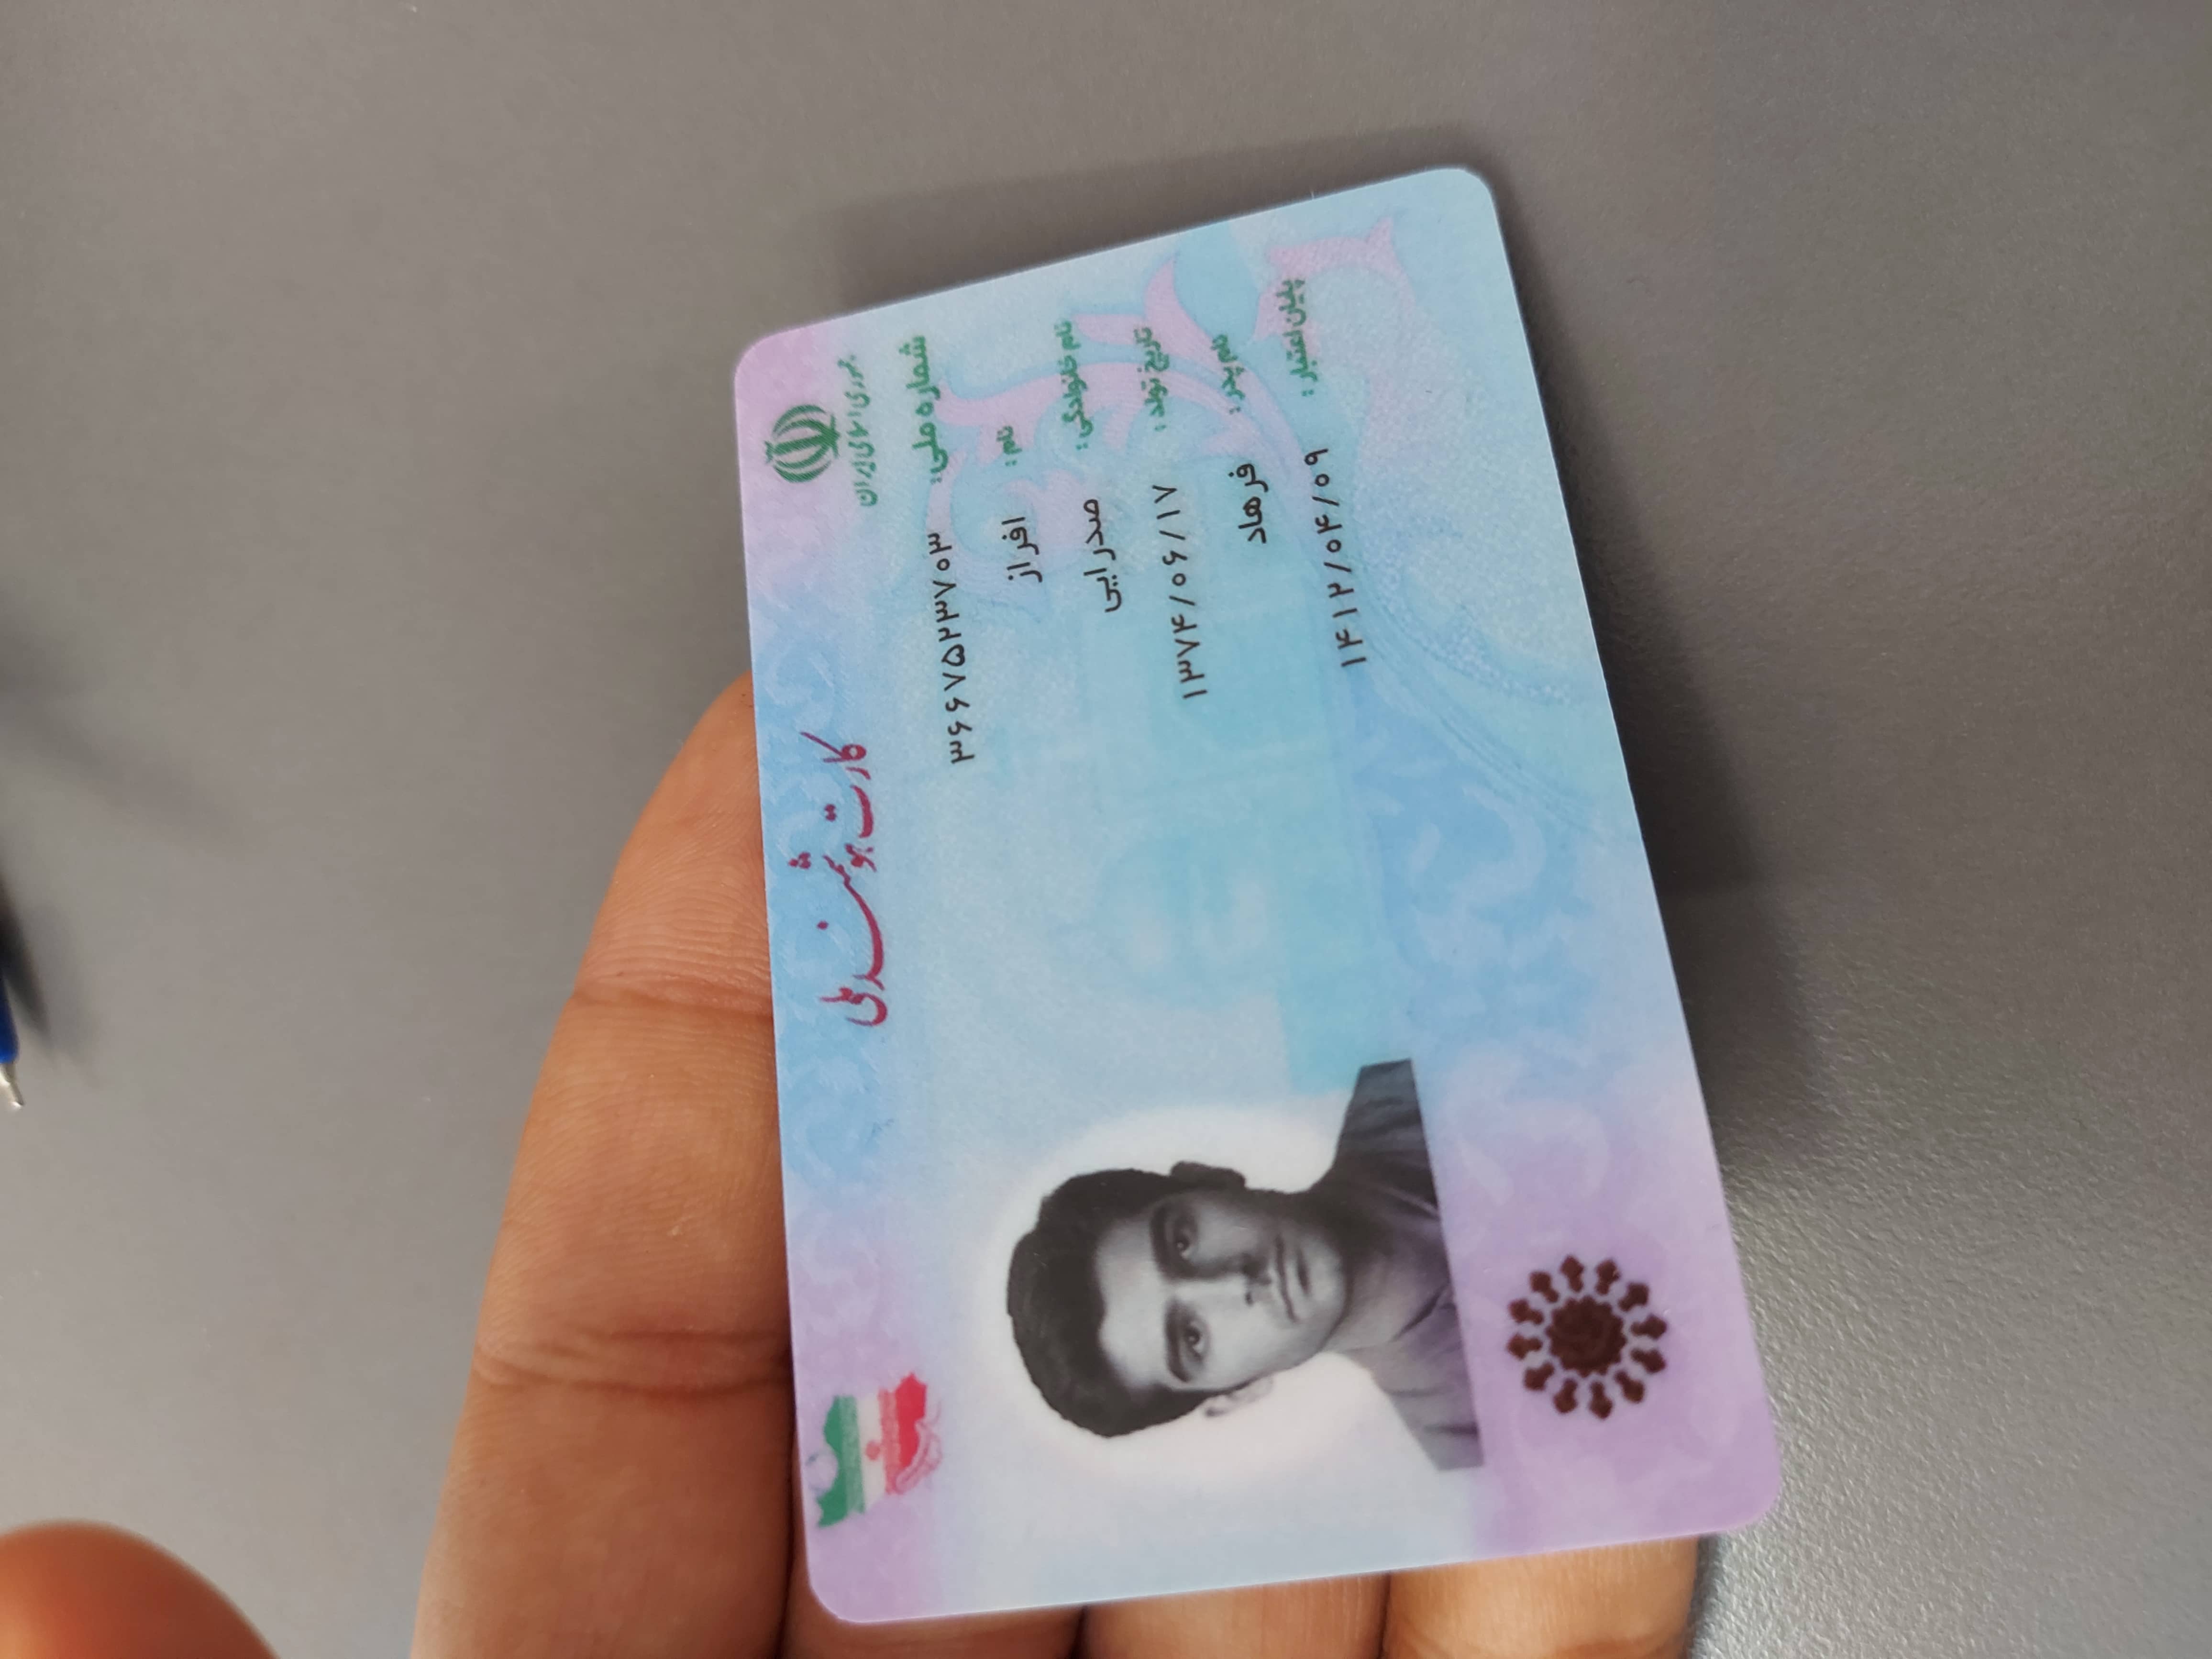 جمهوری اسلامی ایران
کارت هوشمند ملی
شماره ملی: ۳۶۶۷۵۲۳۷۰۳
نام: افراز
نام خانوادگی: صدرایی
تاریخ تولد: ۱۳۷۴/۰۶/۱۷
نام پدر: فرهاد
پایان اعتبار: ۱۴۱۲/۰۴/۰۹